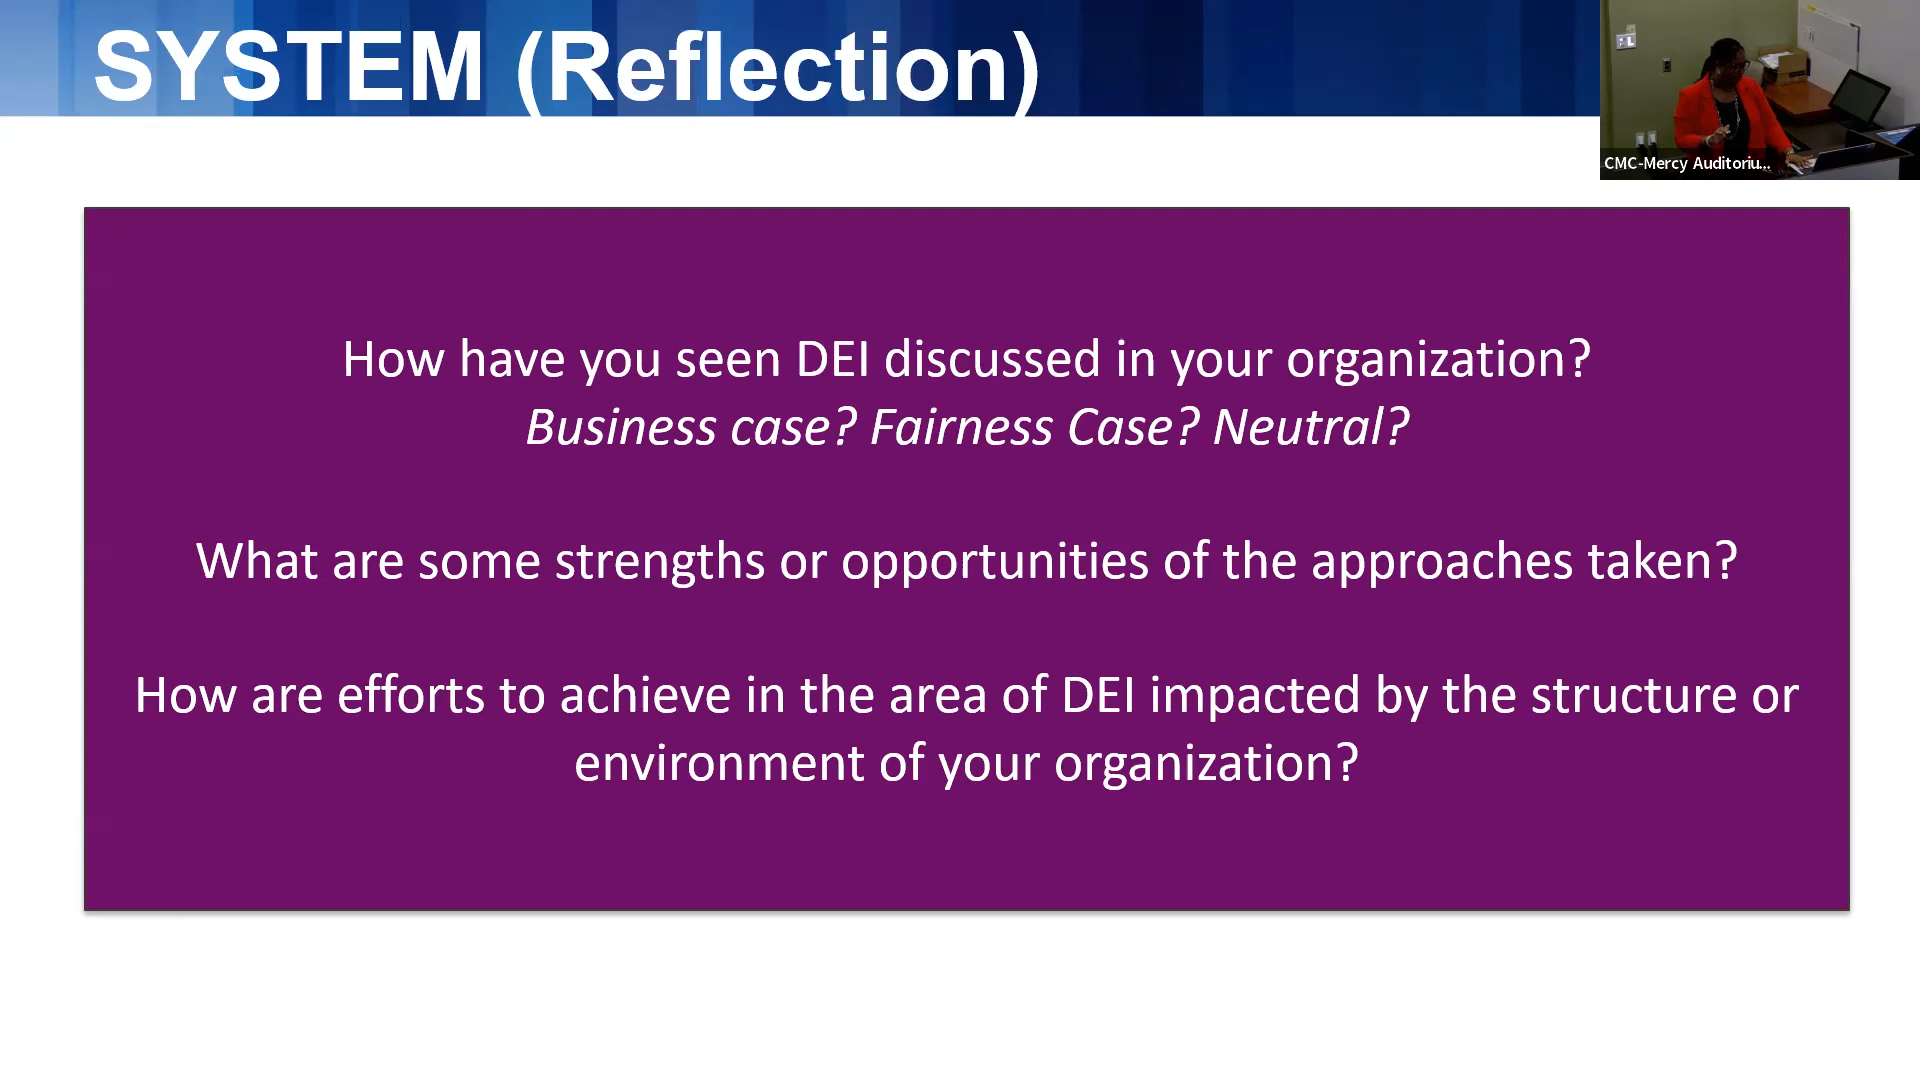 SYSTEM (Reflection)
CMC-Mercy Auditoriu...
How have you seen DEI discussed in your organization?
Business case? Fairness Case? Neutral?
What are some strengths or opportunities of the approaches taken?
How are efforts to achieve in the area of DEI impacted by the structure or
environment of your organization?